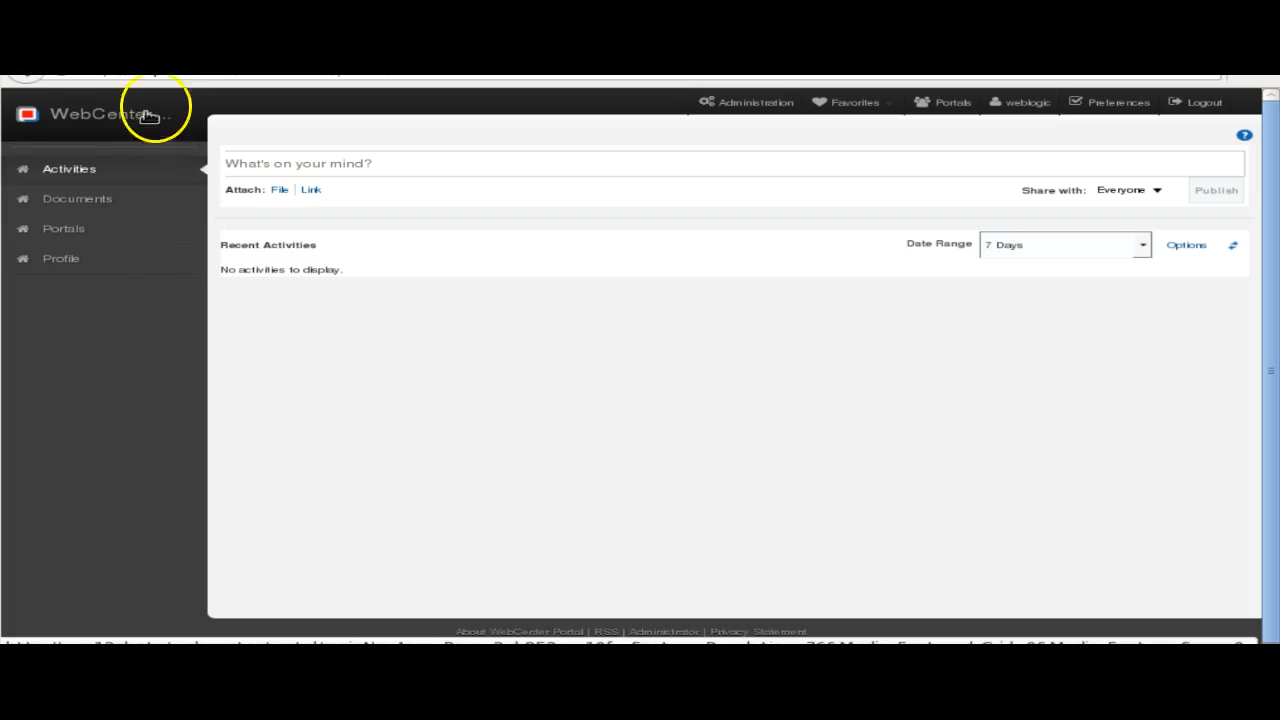 WebCenter...
Administration Favorites Portals weblogic Preferences Logout
Activities
Documents
Portals
Profile
What's on your mind?
Attach: File | Link
Share with: Everyone
Publish
Recent Activities
Date Range 7 Days Options
No activities to display.
About WebCenter Portal | RSS | Administrator | Privacy Statement